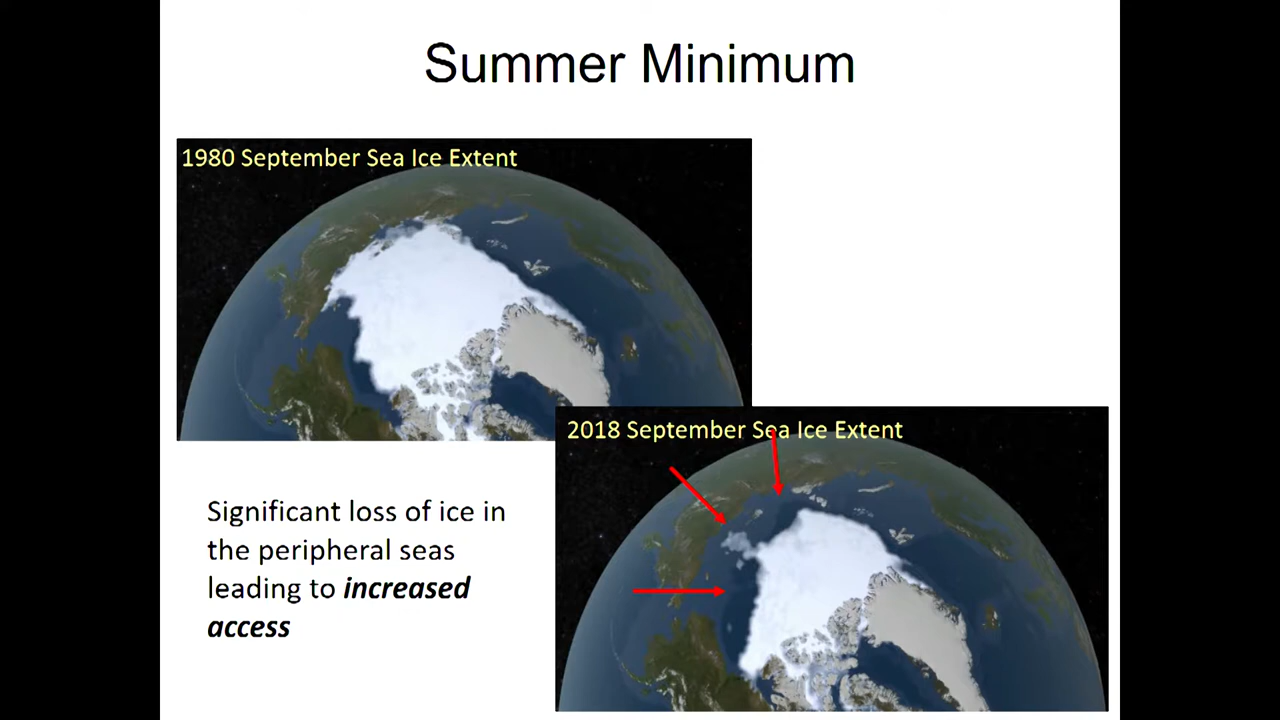 Summer Minimum
1980 September Sea Ice Extent
2018 September Sea Ice Extent
Significant loss of ice in
the peripheral seas
leading to increased
access